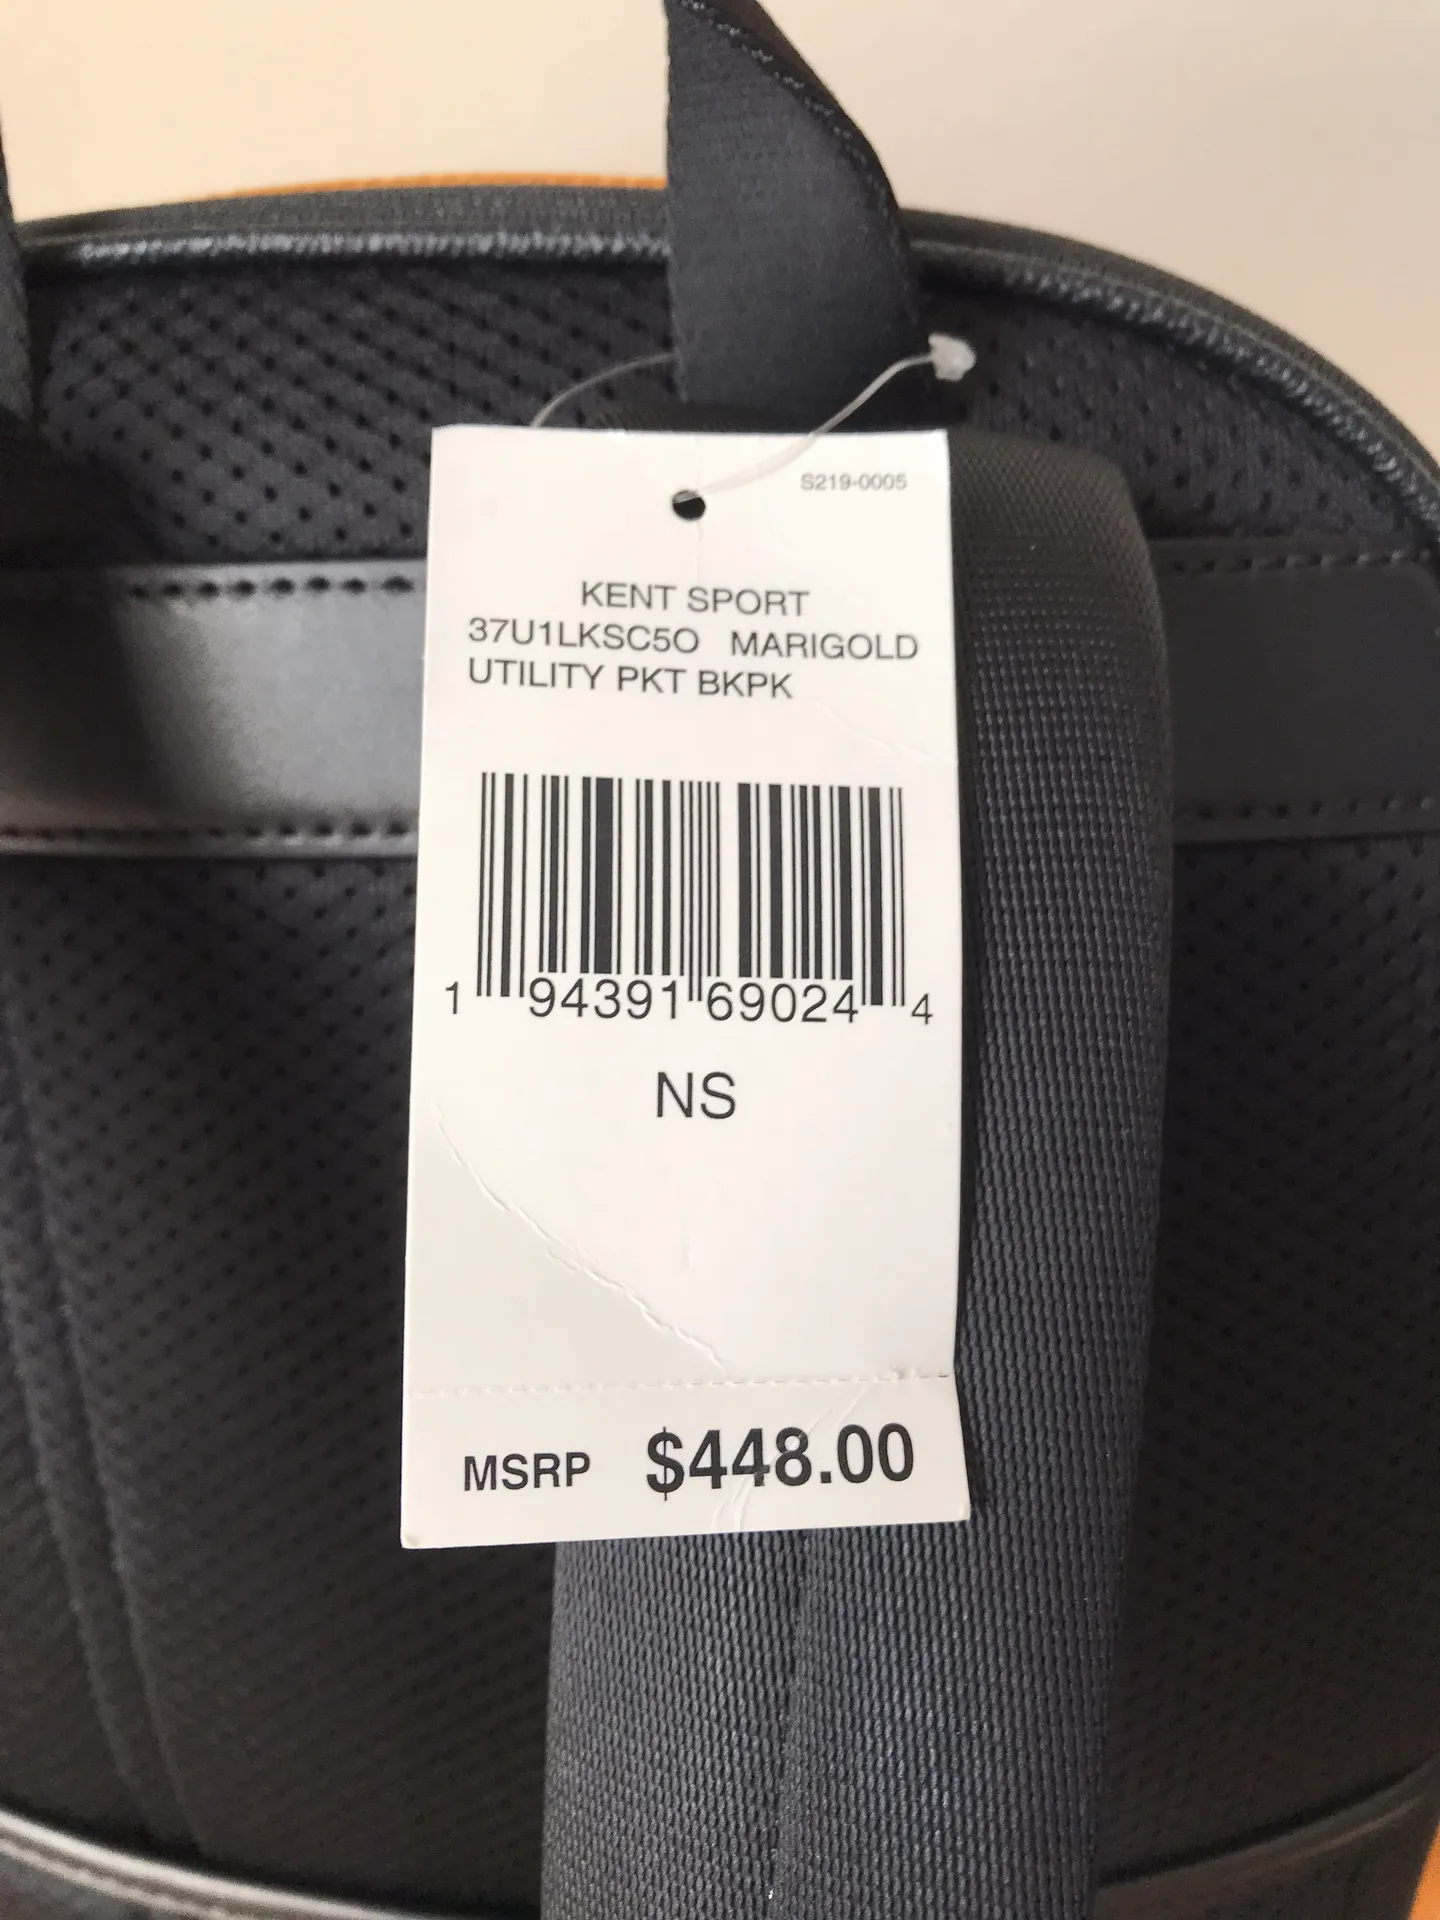 S219-0005
KENT SPORT
37U1LKSC5O MARIGOLD
UTILITY PKT BKPK
1 94391 69024 4
NS
MSRP $448.00